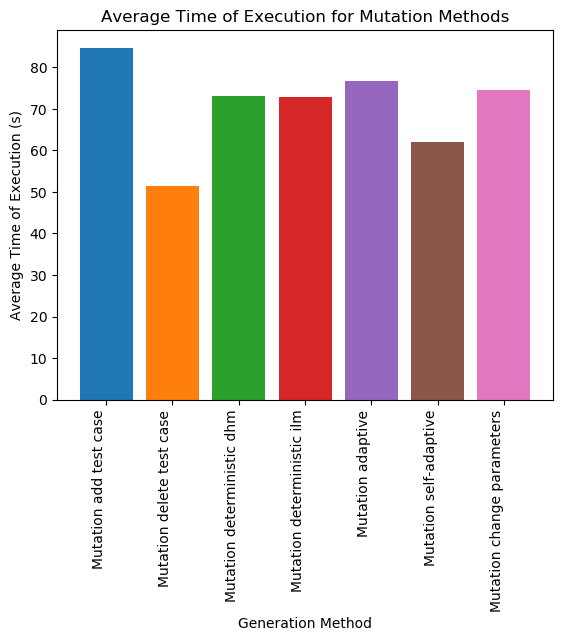 Average Time of Execution for Mutation Methods
Average Time of Execution (s)
80
70
60
50
40
30
20
10
0
Mutation add test case
Mutation delete test case
Mutation deterministic dhm
Mutation deterministic ilm
Mutation adaptive
Mutation self-adaptive
Mutation change parameters
Generation Method